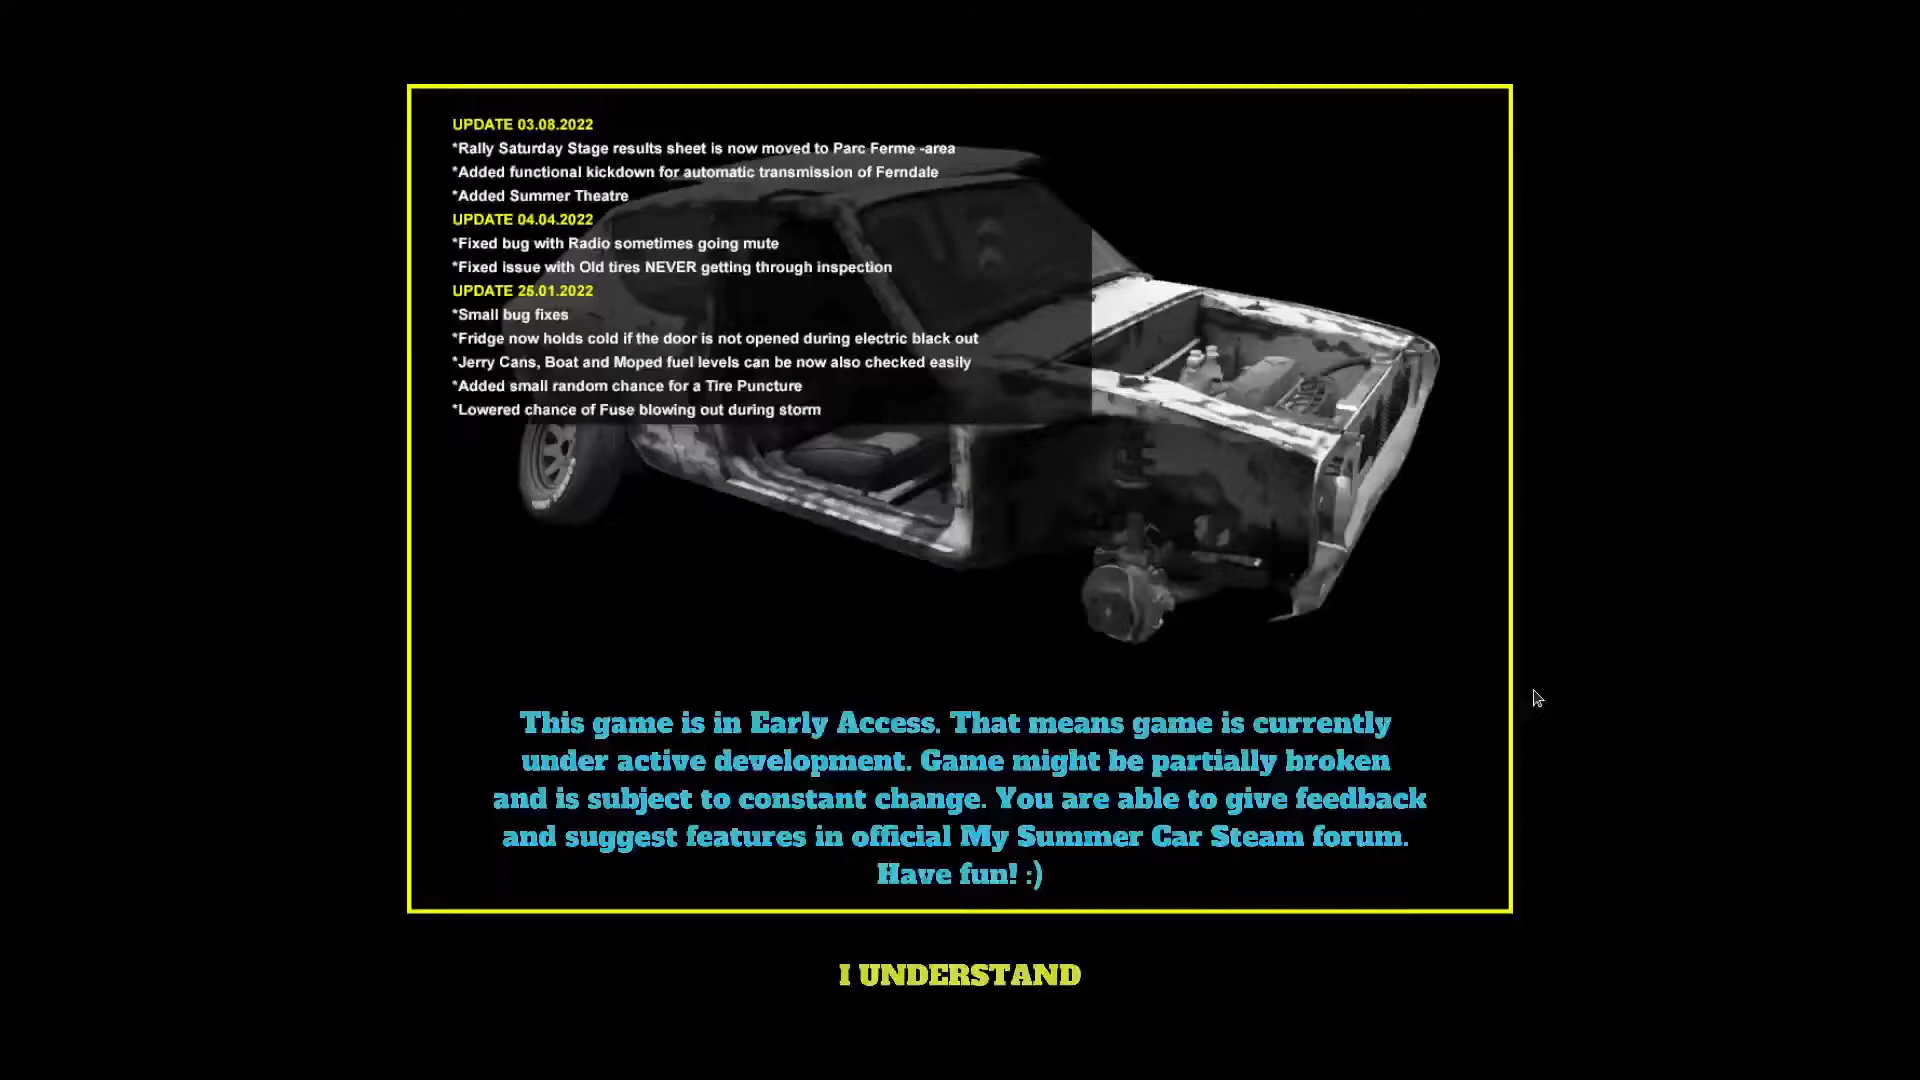 UPDATE 03.08.2022
*Rally Saturday Stage results sheet is now moved to Parc Ferme -area
*Added functional kickdown for automatic transmission of Ferndale
*Added Summer Theatre
UPDATE 04.04.2022
*Fixed bug with Radio sometimes going mute
*Fixed issue with Old tires NEVER getting through inspection
UPDATE 25.01.2022
*Small bug fixes
*Fridge now holds cold if the door is not opened during electric black out
*Jerry Cans, Boat and Moped fuel levels can be now also checked easily
*Added small random chance for a Tire Puncture
*Lowered chance of Fuse blowing out during storm
This game is in Early Access. That means game is currently
under active development. Game might be partially broken
and is subject to constant change. You are able to give feedback
and suggest features in official My Summer Car Steam forum.
Have fun! :)
I UNDERSTAND